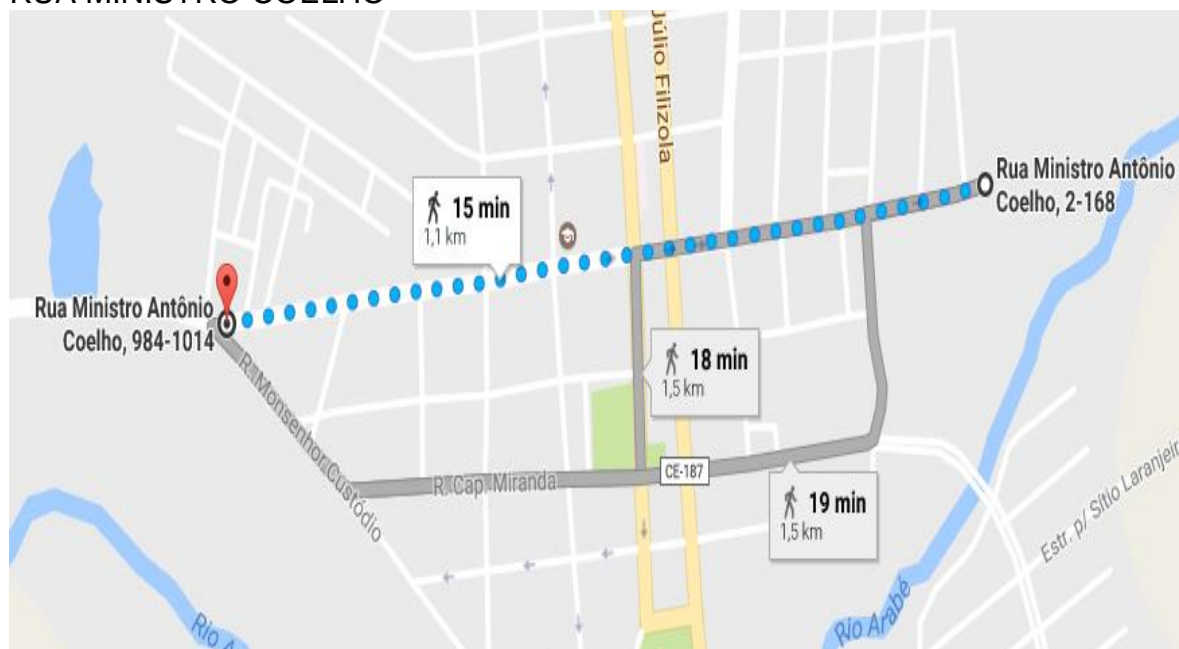 RUA MINISTRO COELHO
Júlio Filizola
Rua Ministro Antônio
Coelho, 2-168
15 min
1,1 km
Rua Ministro Antônio
Coelho, 984-1014
18 min
1,5 km
R. Monsenhor Custódio
R. Cap. Miranda
CE-187
19 min
1,5 km
Estr. p/ Sítio Laranjeir
Rio Arabé
Rio A